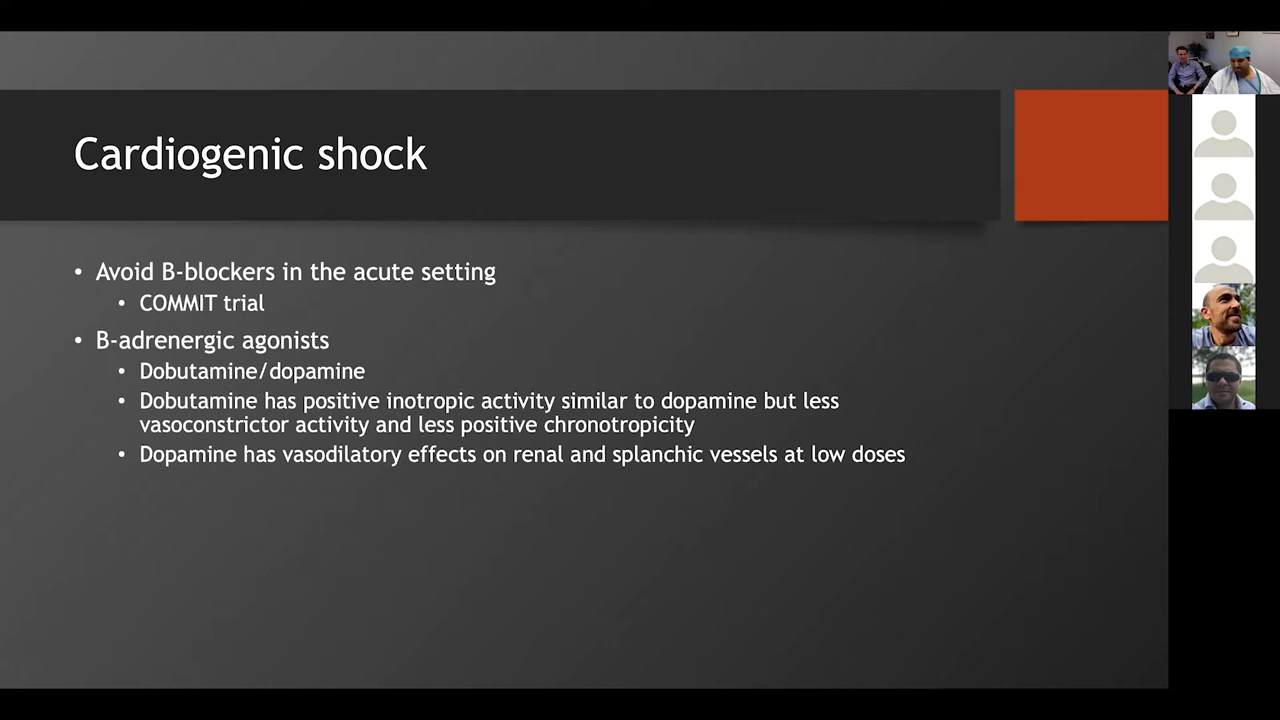 Cardiogenic shock
• Avoid B-blockers in the acute setting
• COMMIT trial
• B-adrenergic agonists
• Dobutamine/dopamine
• Dobutamine has positive inotropic activity similar to dopamine but less
vasoconstrictor activity and less positive chronotropicity
• Dopamine has vasodilatory effects on renal and splanchic vessels at low doses